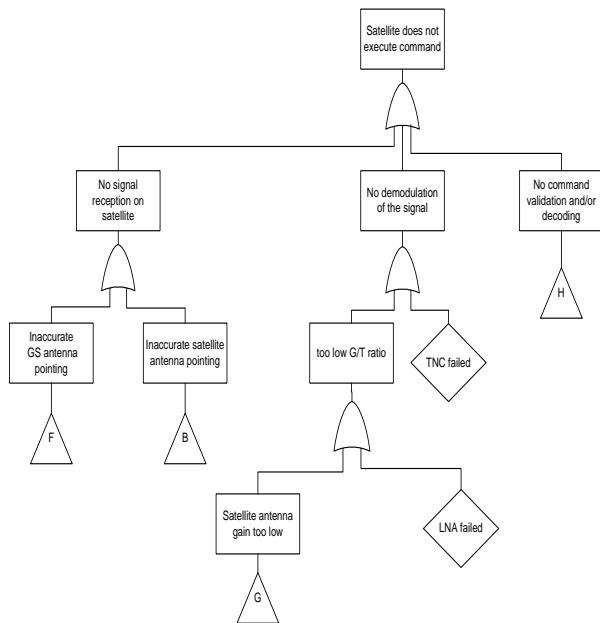 Satellite does not
execute command
No signal
reception on
satellite
No demodulation
of the signal
No command
validation and/or
decoding
H
Inaccurate
GS antenna
pointing
Inaccurate satellite
antenna pointing
too low G/T ratio
TNC failed
F
B
Satellite antenna
gain too low
LNA failed
G